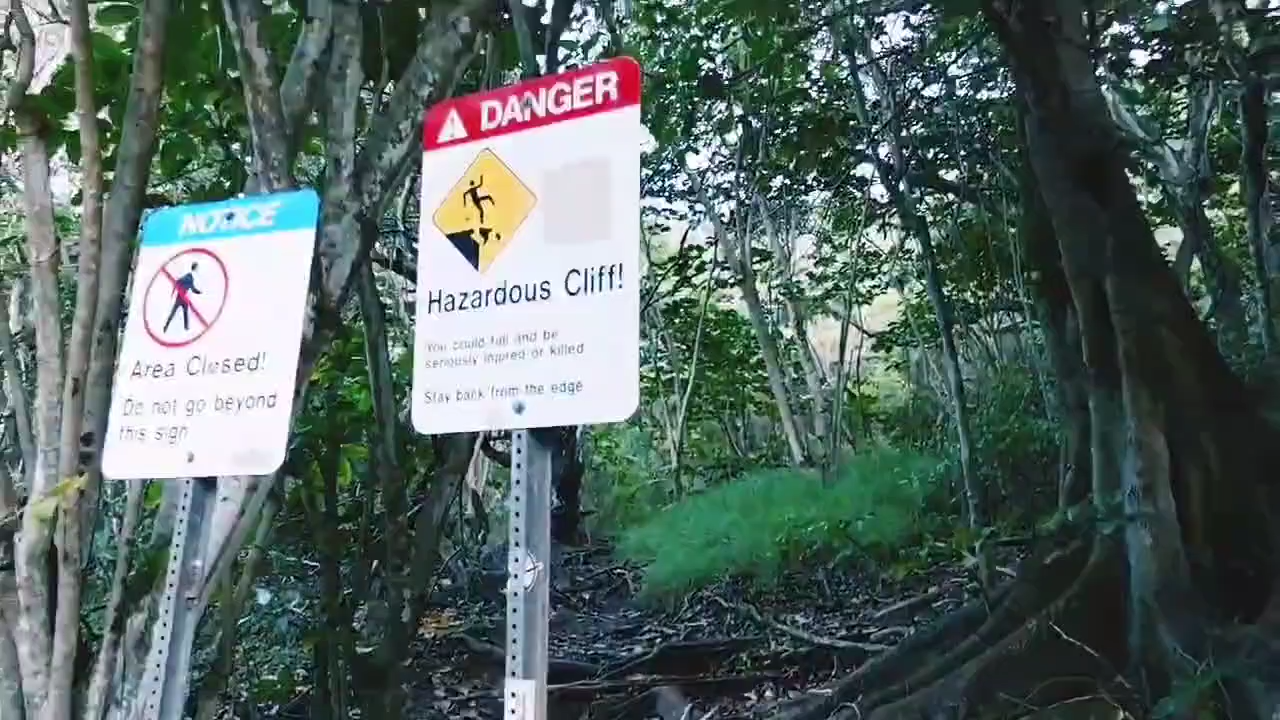 NOTICE
Area Closed!
Do not go beyond
this sign
DANGER
Hazardous Cliff!
You could fall and be
seriously injured or killed
Stay back from the edge